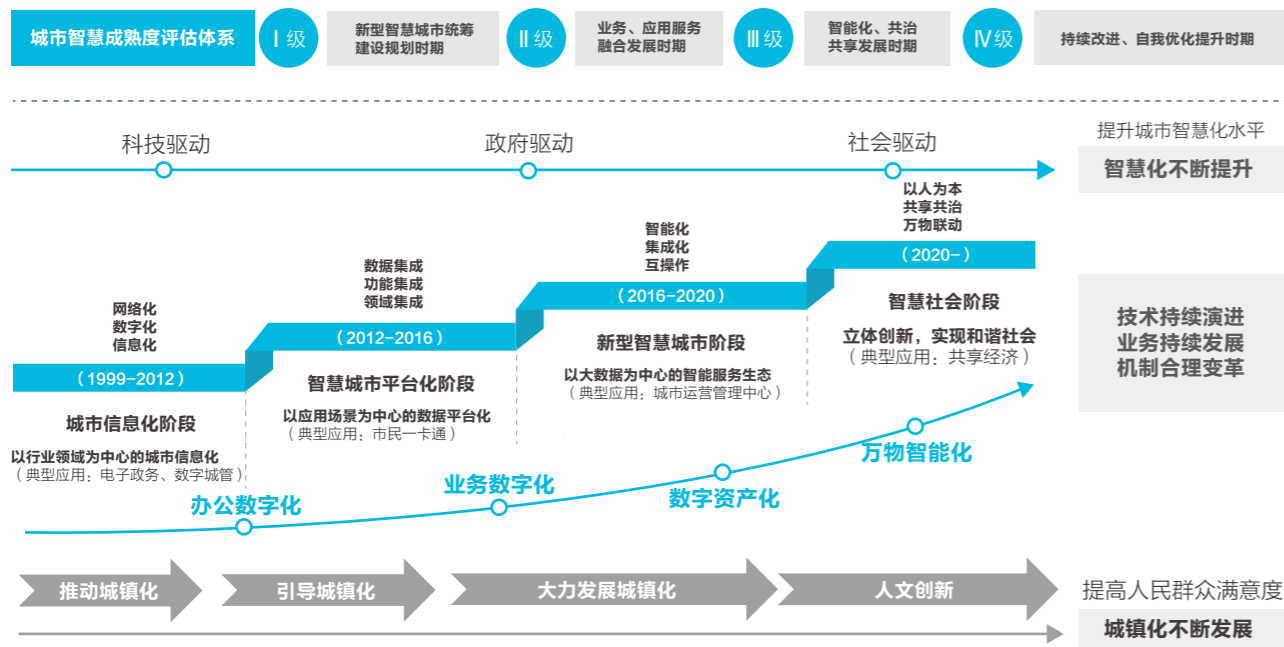 城市智慧成熟度评估体系
Ⅰ级
新型智慧城市统筹
建设规划时期
Ⅱ级
业务、应用服务
融合发展时期
Ⅲ级
智能化、共治
共享发展时期
Ⅳ级
持续改进、自我优化提升时期
科技驱动
政府驱动
社会驱动
提升城市智慧化水平
智慧化不断提升
网络化
数字化
信息化
（1999–2012）
城市信息化阶段
以行业领域为中心的城市信息化
（典型应用：电子政务、数字城管）
数据集成
功能集成
领域集成
（2012–2016）
智慧城市平台化阶段
以应用场景为中心的数据平台化
（典型应用：市民一卡通）
智能化
集成化
互操作
（2016–2020）
新型智慧城市阶段
以大数据为中心的智能服务生态
（典型应用：城市运营管理中心）
以人为本
共享共治
万物联动
（2020–）
智慧社会阶段
立体创新，实现和谐社会
（典型应用：共享经济）
技术持续演进
业务持续发展
机制合理变革
办公数字化
业务数字化
数字资产化
万物智能化
推动城镇化
引导城镇化
大力发展城镇化
人文创新
提高人民群众满意度
城镇化不断发展